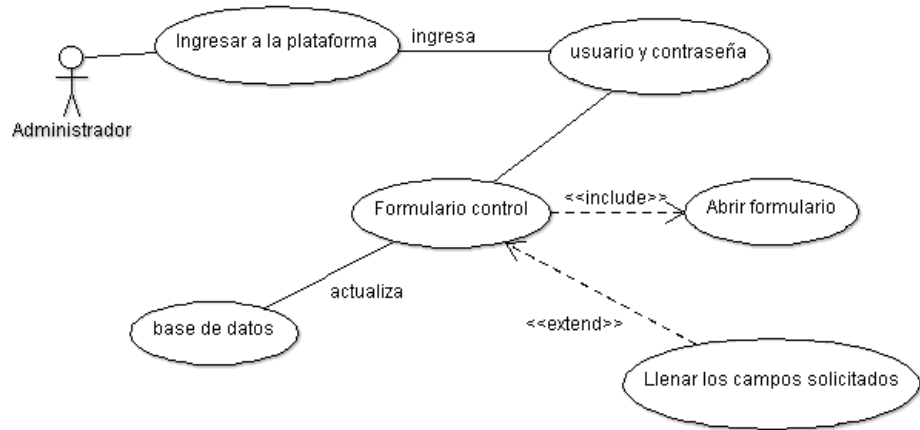 Ingresar a la plataforma
ingresa
usuario y contraseña
Administrador
Formulario control
<<include>>
Abrir formulario
actualiza
base de datos
<<extend>>
Llenar los campos solicitados